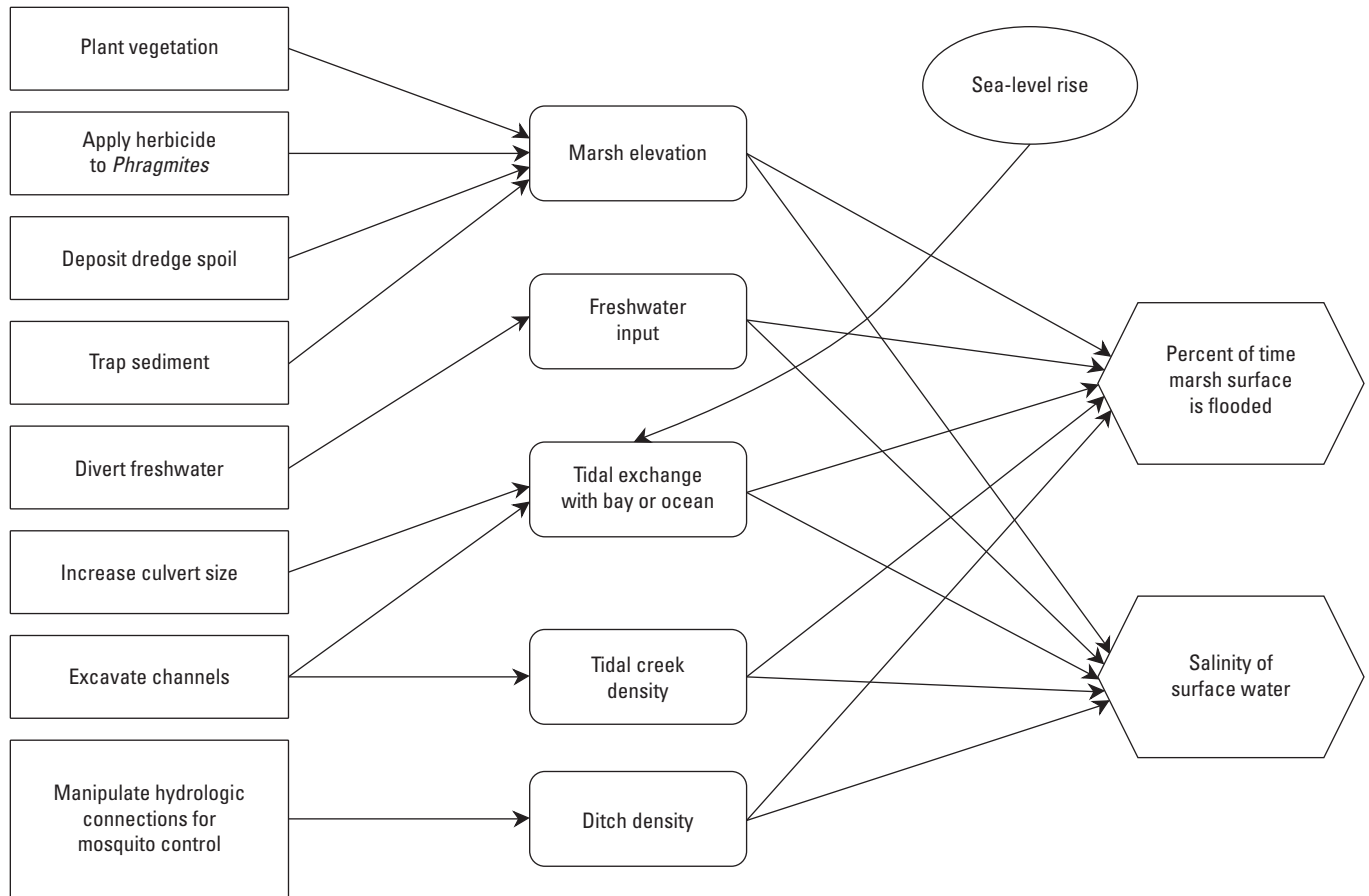 Plant vegetation
Apply herbicide
to Phragmites
Deposit dredge spoil
Trap sediment
Divert freshwater
Increase culvert size
Excavate channels
Manipulate hydrologic
connections for
mosquito control
Marsh elevation
Freshwater
input
Tidal exchange
with bay or ocean
Tidal creek
density
Ditch density
Sea-level rise
Percent of time
marsh surface
is flooded
Salinity of
surface water